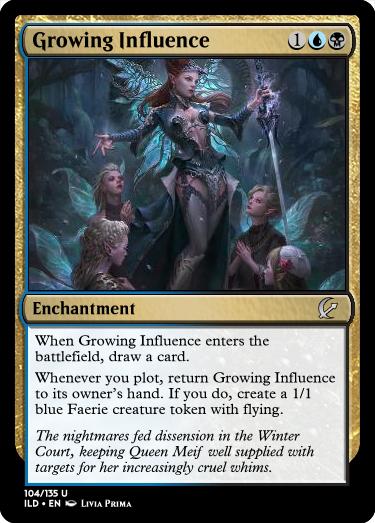 Growing Influence 1
Enchantment
When Growing Influence enters the
battlefield, draw a card.
Whenever you plot, return Growing Influence
to its owner's hand. If you do, create a 1/1
blue Faerie creature token with flying.
The nightmares fed dissension in the Winter
Court, keeping Queen Meif well supplied with
targets for her increasingly cruel whims.
104/135 U
ILD • EN Livia Prima